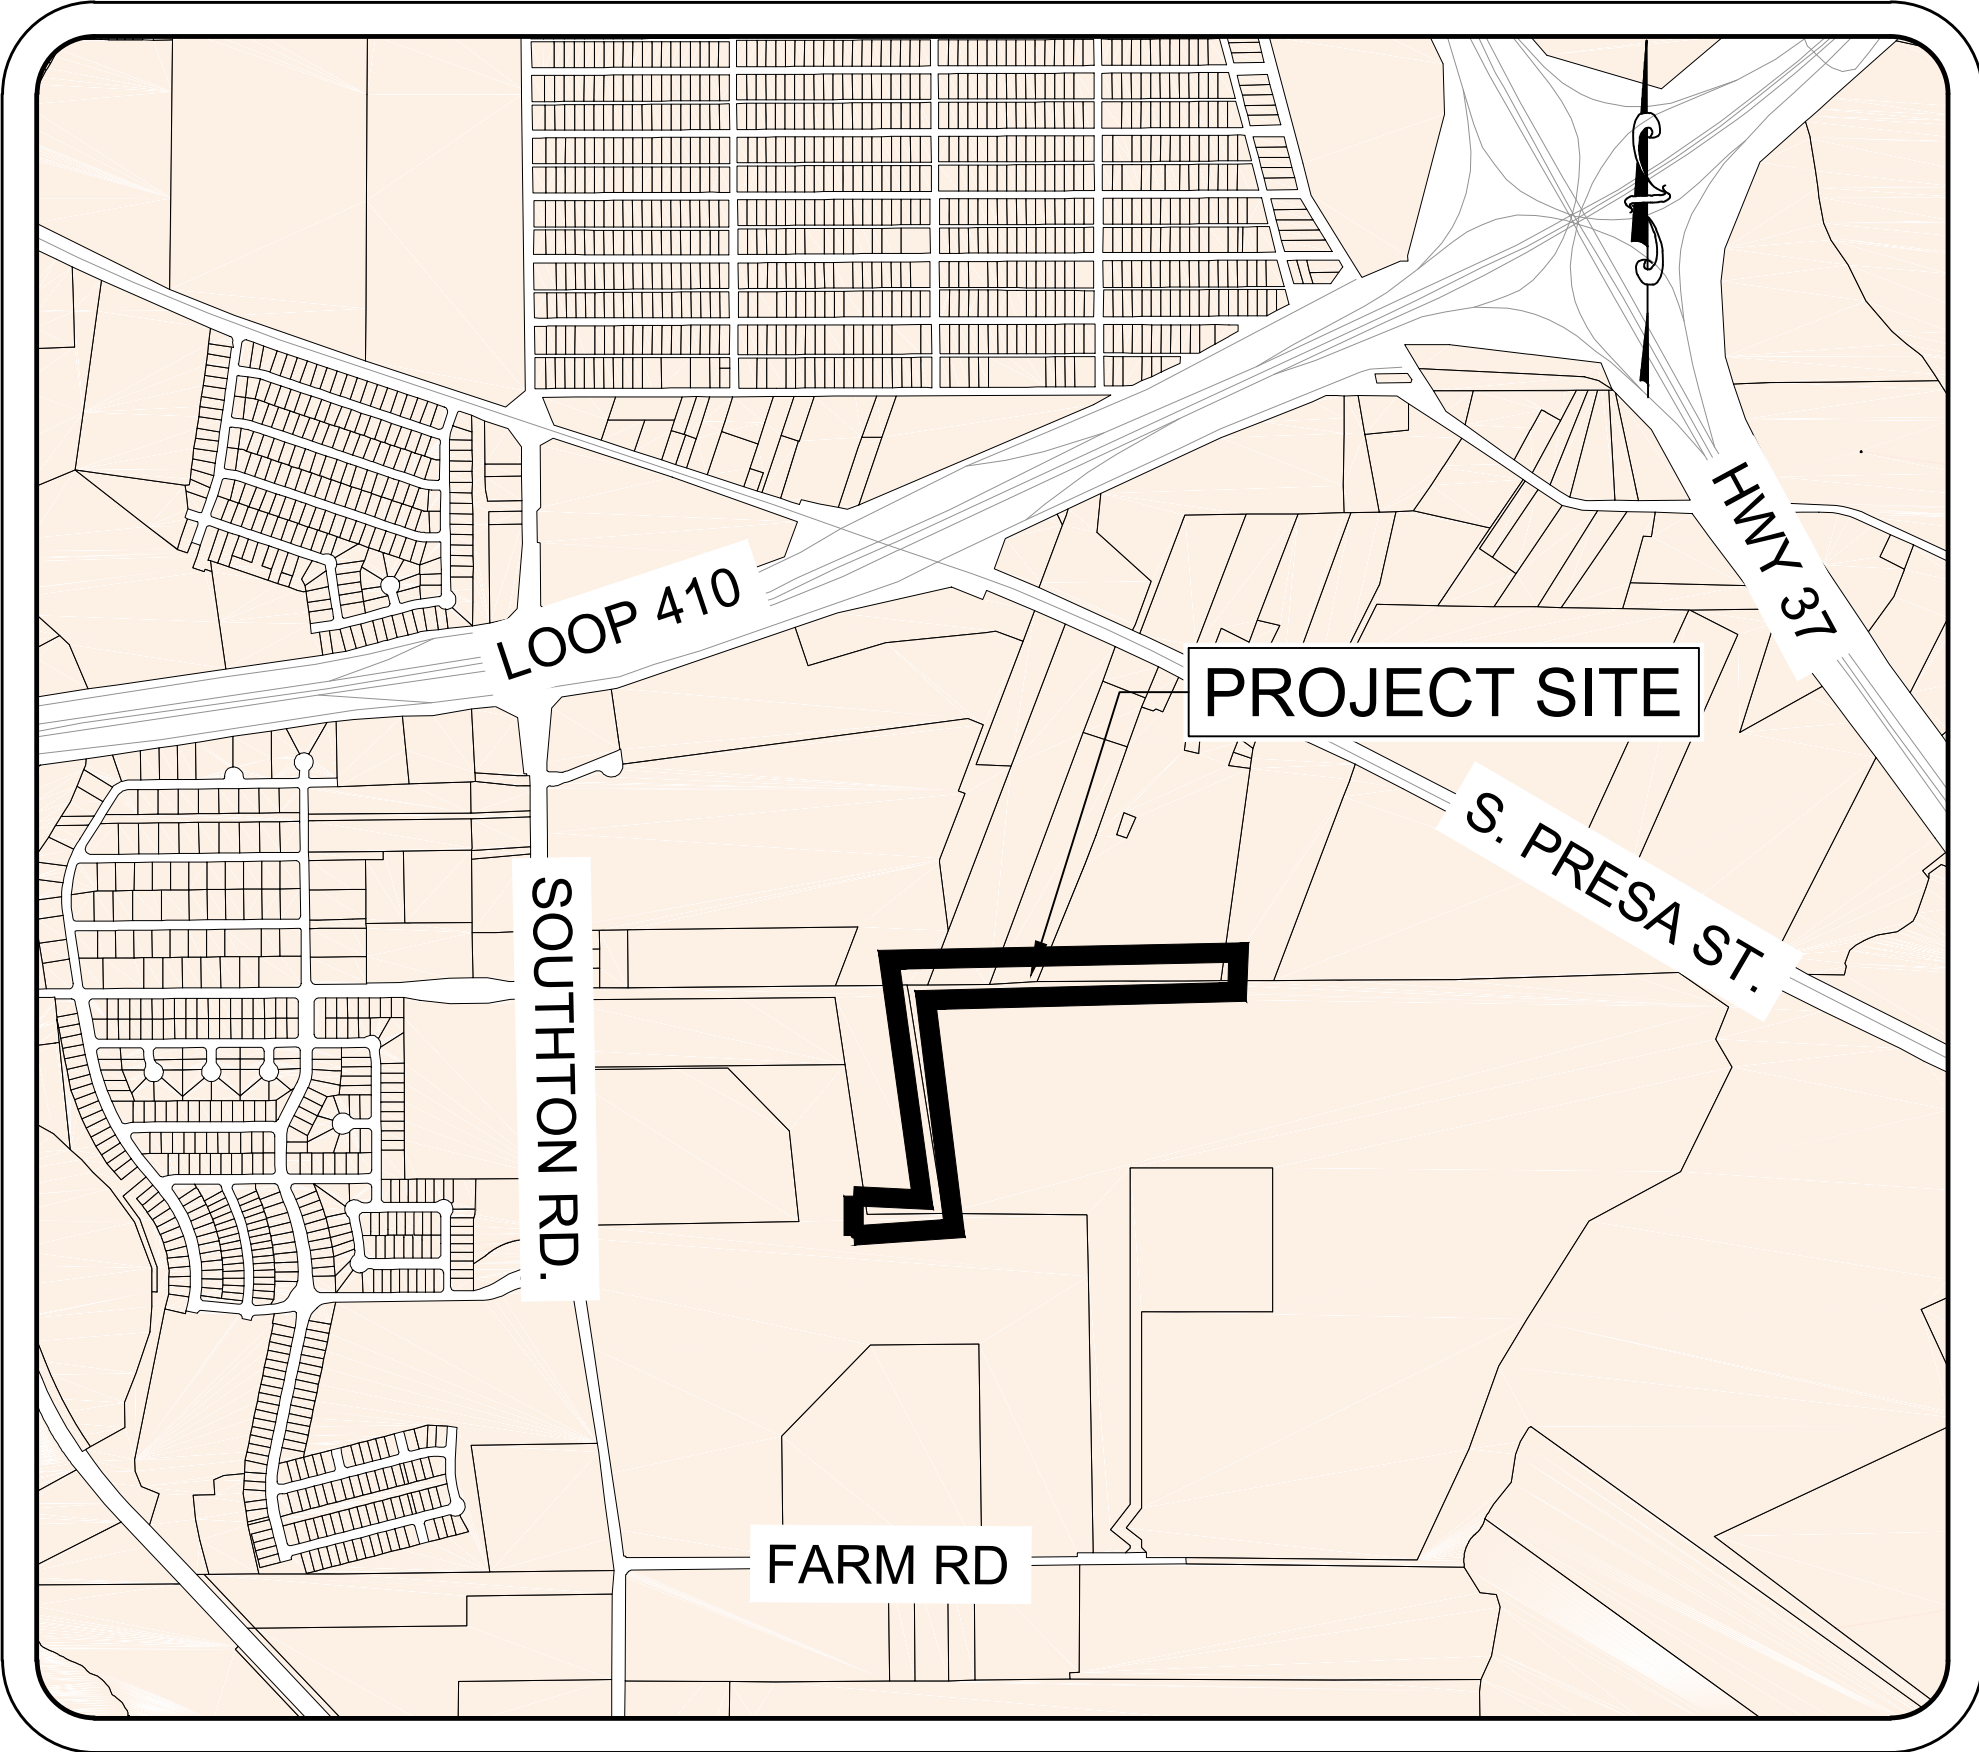 HWY 37
LOOP 410
PROJECT SITE
S. PRESA ST.
SOUTHTON RD.
FARM RD